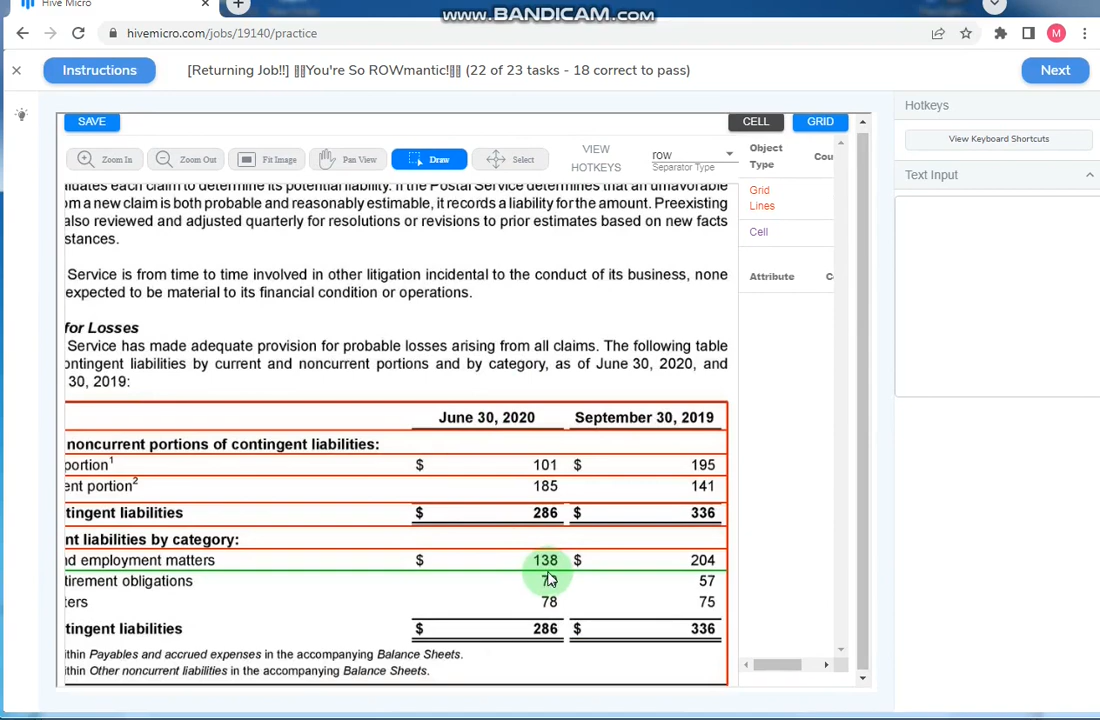 Hive Micro
www.BANDICAM.com
hivemicro.com/jobs/19140/practice
M
Instructions
[Returning Job!!] You're So ROWmantic! (22 of 23 tasks - 18 correct to pass)
Next
SAVE
CELL
GRID
Hotkeys
View Keyboard Shortcuts
Text Input
Zoom In
Zoom Out
Fit Image
Pan View
Draw
Select
VIEW
HOTKEYS
row
Separator Type
Object
Type
Cou
Grid
Lines
Cell
Attribute
C
luates each claim to determine its potential liability. If the Postal Service determines that an unfavorable
om a new claim is both probable and reasonably estimable, it records a liability for the amount. Preexisting
also reviewed and adjusted quarterly for resolutions or revisions to prior estimates based on new facts
stances.
Service is from time to time involved in other litigation incidental to the conduct of its business, none
expected to be material to its financial condition or operations.
for Losses
Service has made adequate provision for probable losses arising from all claims. The following table
ontingent liabilities by current and noncurrent portions and by category, as of June 30, 2020, and
30, 2019:
June 30, 2020 September 30, 2019
noncurrent portions of contingent liabilities:
portion¹ $ 101 $ 195
ent portion² 185 141
tingent liabilities $ 286 $ 336
nt liabilities by category:
nd employment matters $ 138 $ 204
tirement obligations 57
ters 78 75
tingent liabilities $ 286 $ 336
ithin Payables and accrued expenses in the accompanying Balance Sheets.
ithin Other noncurrent liabilities in the accompanying Balance Sheets.